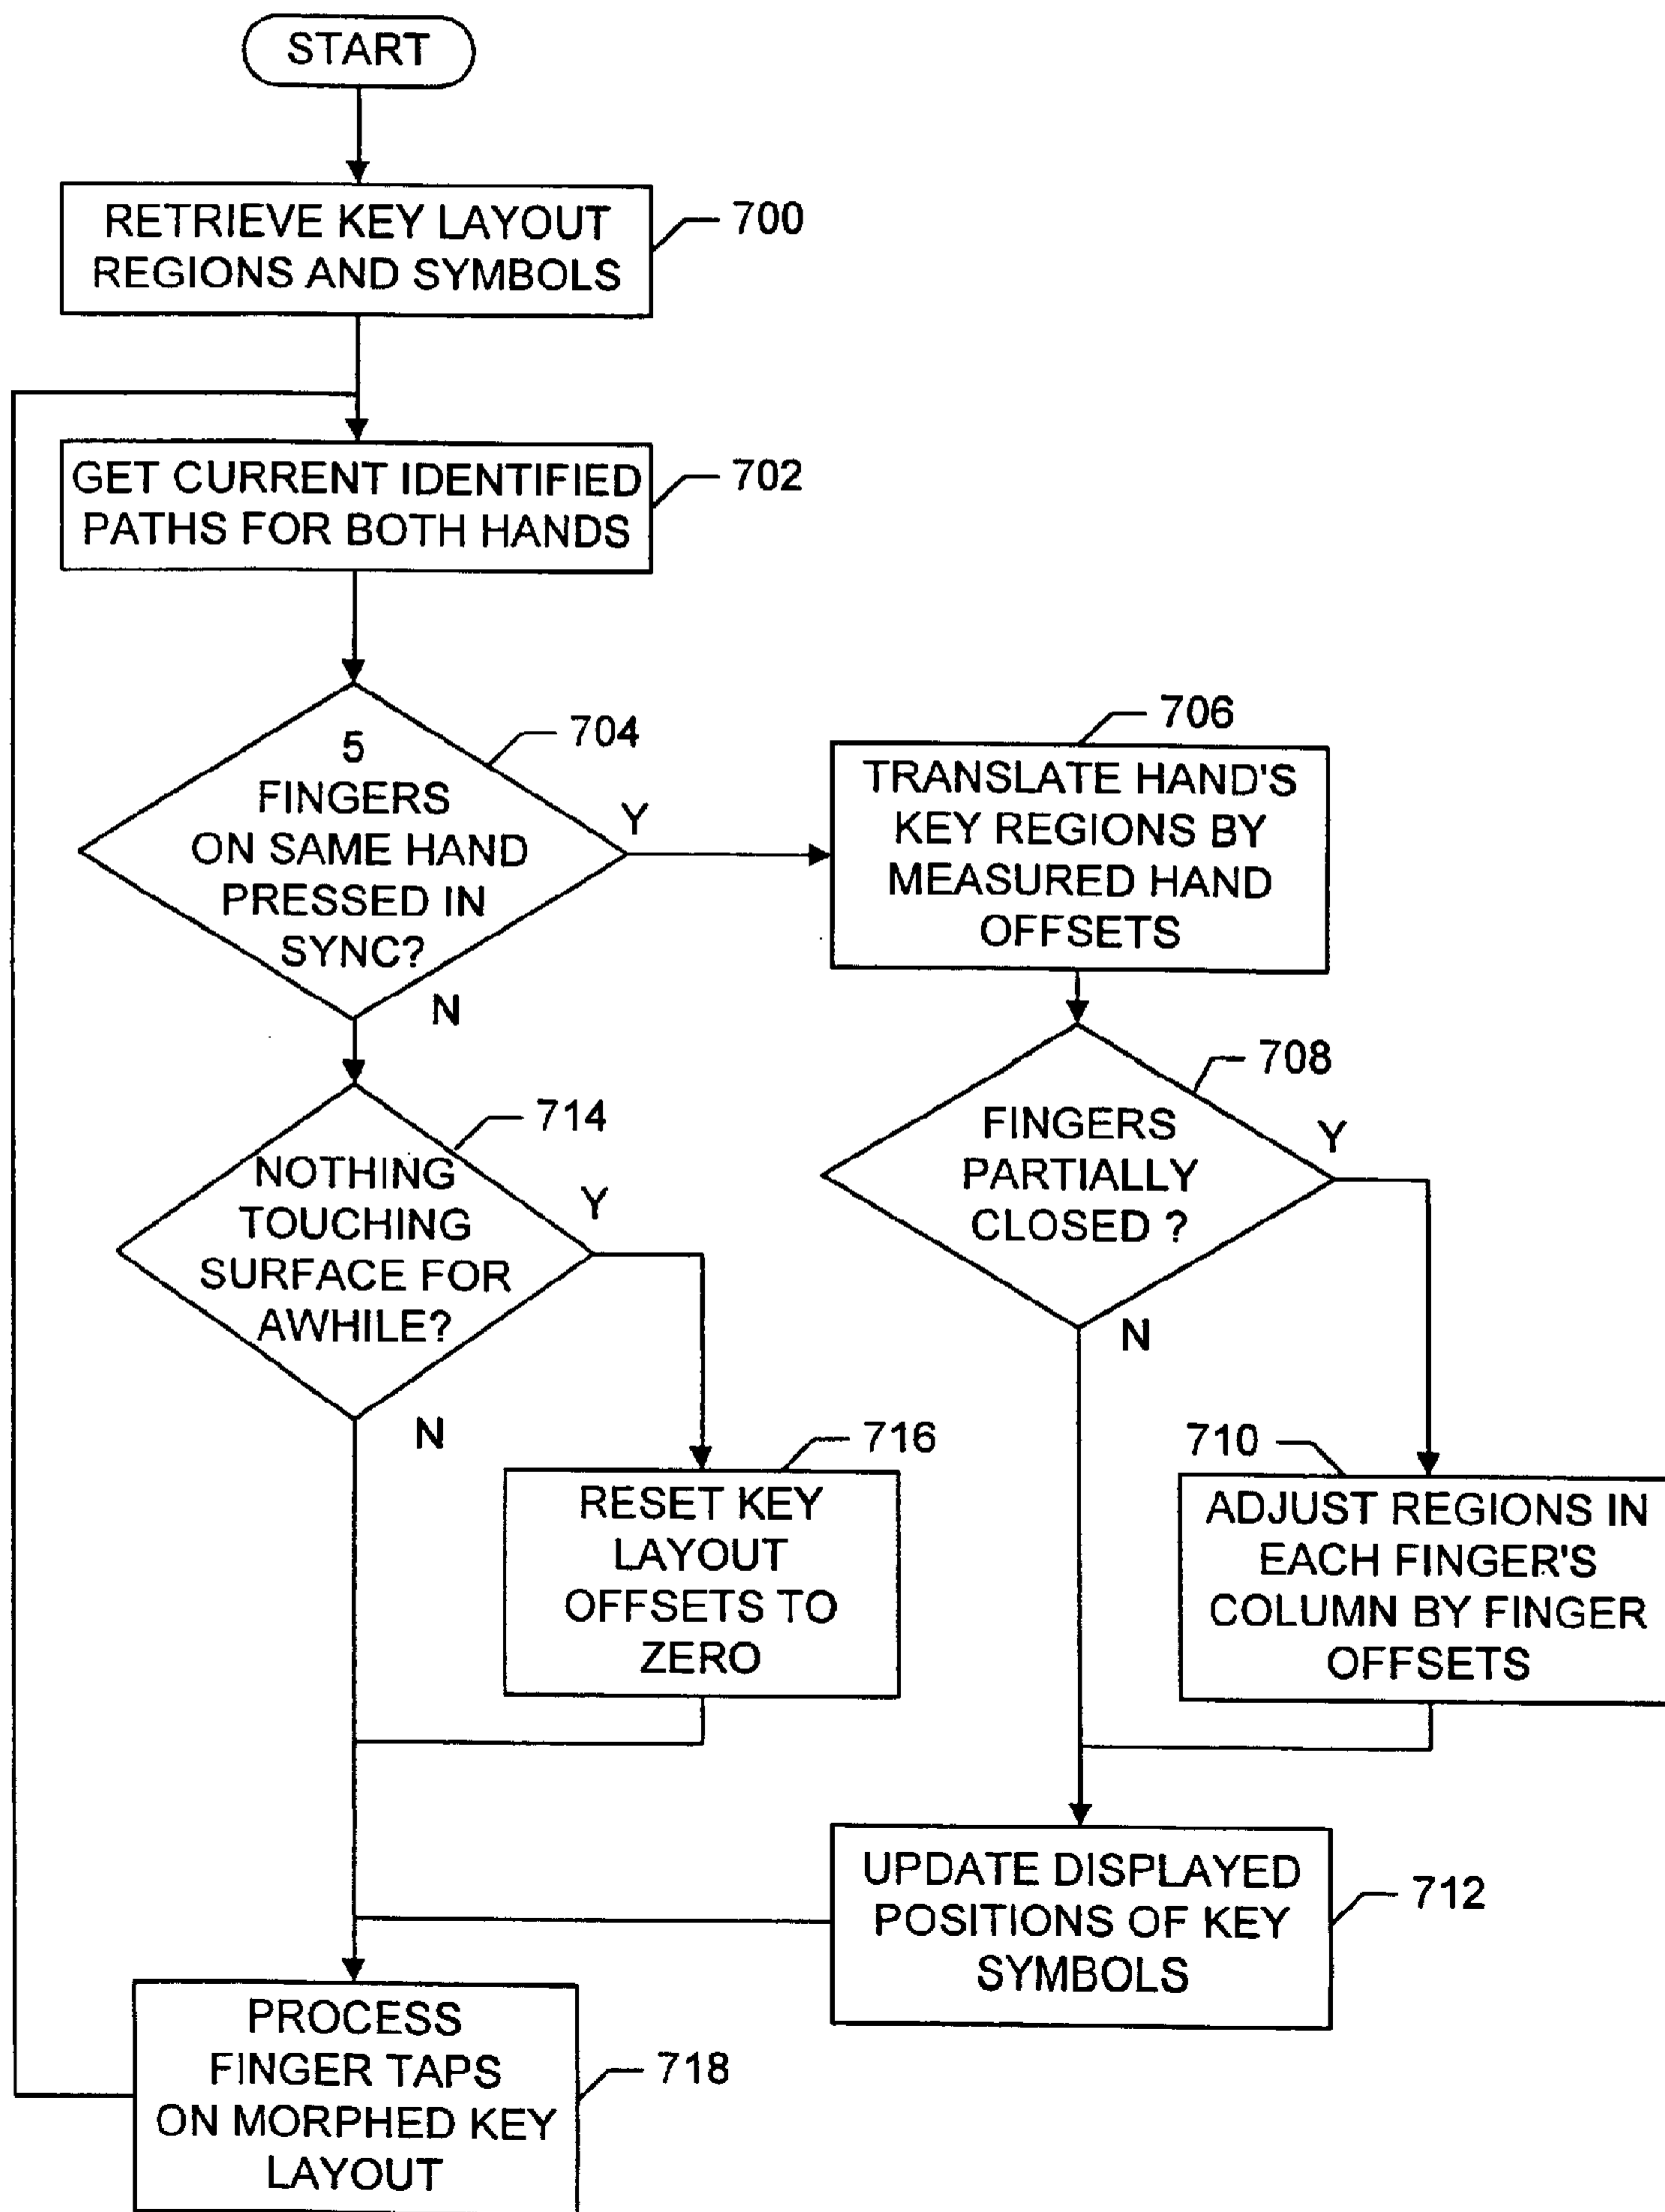 START
RETRIEVE KEY LAYOUT
REGIONS AND SYMBOLS
700
GET CURRENT IDENTIFIED
PATHS FOR BOTH HANDS
702
5
FINGERS
ON SAME HAND
PRESSED IN
SYNC?
704
Y
N
706
TRANSLATE HAND'S
KEY REGIONS BY
MEASURED HAND
OFFSETS
708
FINGERS
PARTIALLY
CLOSED ?
Y
N
714
NOTHING
TOUCHING
SURFACE FOR
AWHILE?
Y
N
716
RESET KEY
LAYOUT
OFFSETS TO
ZERO
710
ADJUST REGIONS IN
EACH FINGER'S
COLUMN BY FINGER
OFFSETS
UPDATE DISPLAYED
POSITIONS OF KEY
SYMBOLS
712
PROCESS
FINGER TAPS
ON MORPHED KEY
LAYOUT
718